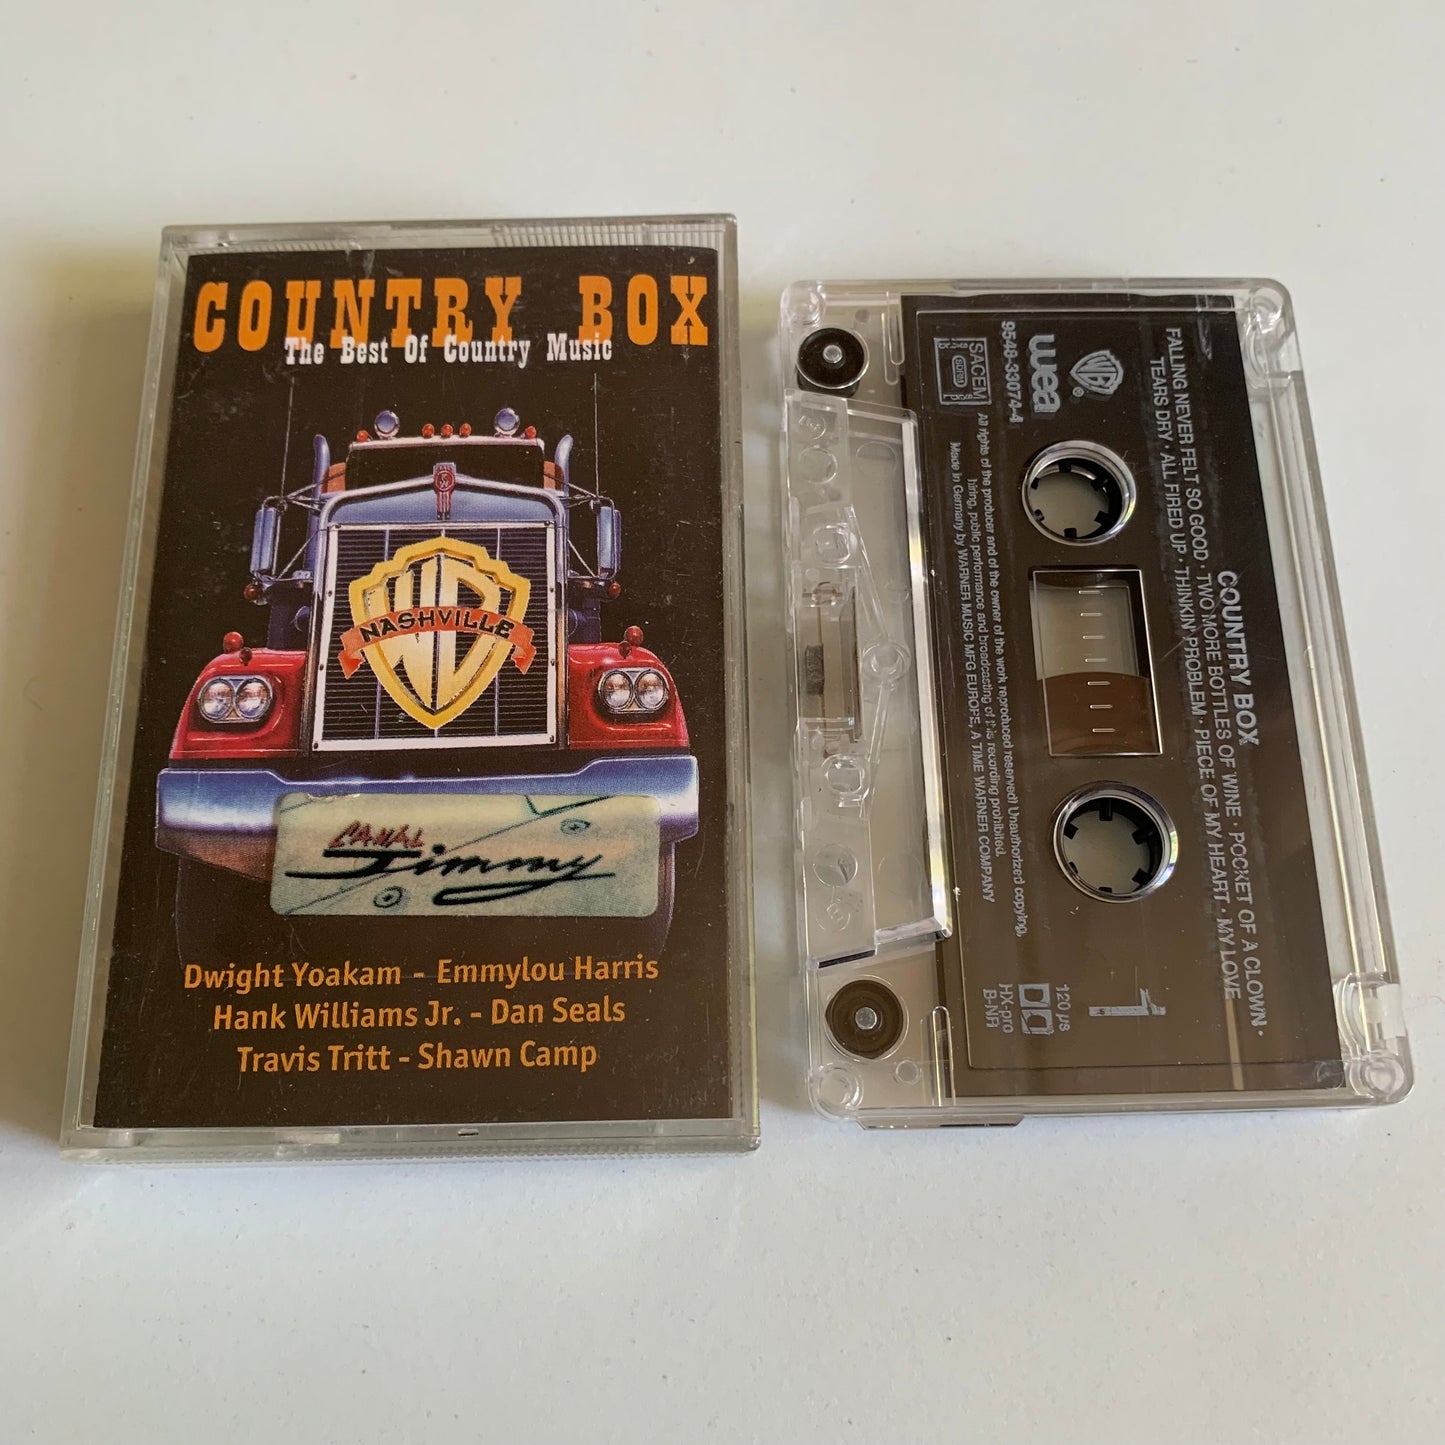 COUNTRY BOX
The Best Of Country Music
KW
WB
NASHVILLE
CANAL
Jimmy
Dwight Yoakam - Emmylou Harris
Hank Williams Jr. - Dan Seals
Travis Tritt - Shawn Camp
COUNTRY BOX
FALLING NEVER FELT SO GOOD · TWO MORE BOTTLES OF WINE · POCKET OF A CLOWN ·
TEARS DRY · ALL FIRED UP · THINKIN' PROBLEM · PIECE OF MY HEART · MY LOVE
WB
®
1
wea
9548-33074-4
120 µs
HX-pro
B-NR
SACEM
All rights of the producer and of the owner of the work reproduced reserved! Unauthorized copying,
hiring, public performance and broadcasting of this recording prohibited.
Made in Germany by WARNER MUSIC MFG EUROPE, A TIME WARNER COMPANY